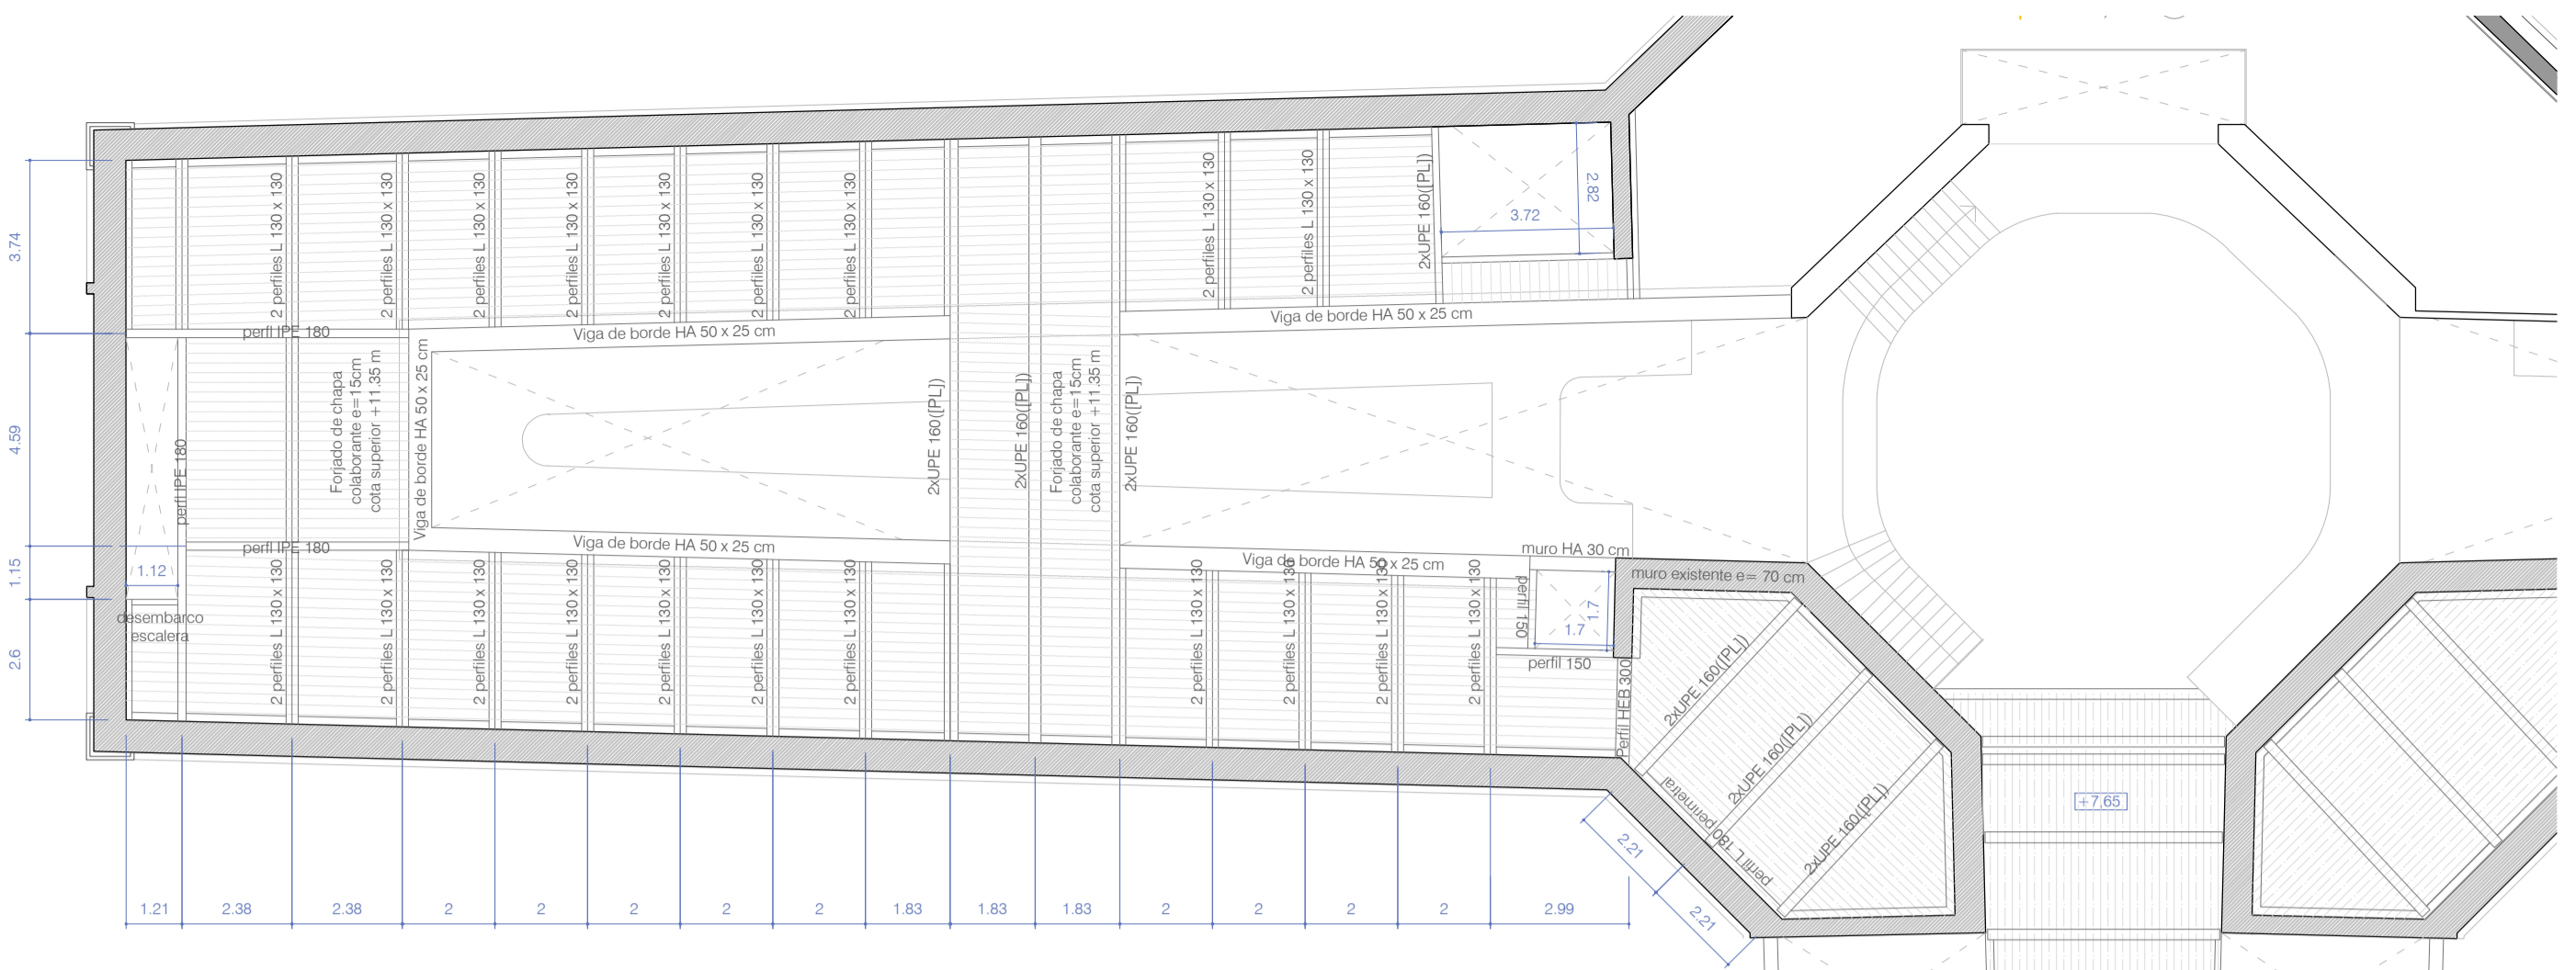 2 perfiles L 130 x 130
2 perfiles L 130 x 130
2 perfiles L 130 x 130
2 perfiles L 130 x 130
2 perfiles L 130 x 130
2 perfiles L 130 x 130
2 perfiles L 130 x 130
2 perfiles L 130 x 130
2 perfiles L 130 x 130
2xUPE 160([PL])
3.72
2.82
3.74
4.59
1.15
2.6
perfil IPE 180
Viga de borde HA 50 x 25 cm
Viga de borde HA 50 x 25 cm
perfil IPE 180
Forjado de chapa
colaborante e=15cm
cota superior +11.35 m
Viga de borde HA 50 x 25 cm
2xUPE 160([PL])
2xUPE 160([PL])
Forjado de chapa
colaborante e=15cm
cota superior +11.35 m
2xUPE 160([PL])
perfil IPE 180
Viga de borde HA 50 x 25 cm
Viga de borde HA 50 x 25 cm
muro HA 30 cm
muro existente e= 70 cm
1.12
desembarco
escalera
2 perfiles L 130 x 130
2 perfiles L 130 x 130
2 perfiles L 130 x 130
2 perfiles L 130 x 130
2 perfiles L 130 x 130
2 perfiles L 130 x 130
2 perfiles L 130 x 130
2 perfiles L 130 x 130
2 perfiles L 130 x 130
2 perfiles L 130 x 130
2 perfiles L 130 x 130
perfil 150
1.7
1.7
perfil 150
Perfil HEB 300
2xUPE 160([PL])
2xUPE 160([PL])
2xUPE 160([PL])
perfil L 180 perimetral
+7,65
2.21
2.21
1.21
2.38
2.38
2
2
2
2
2
1.83
1.83
1.83
2
2
2
2
2.99